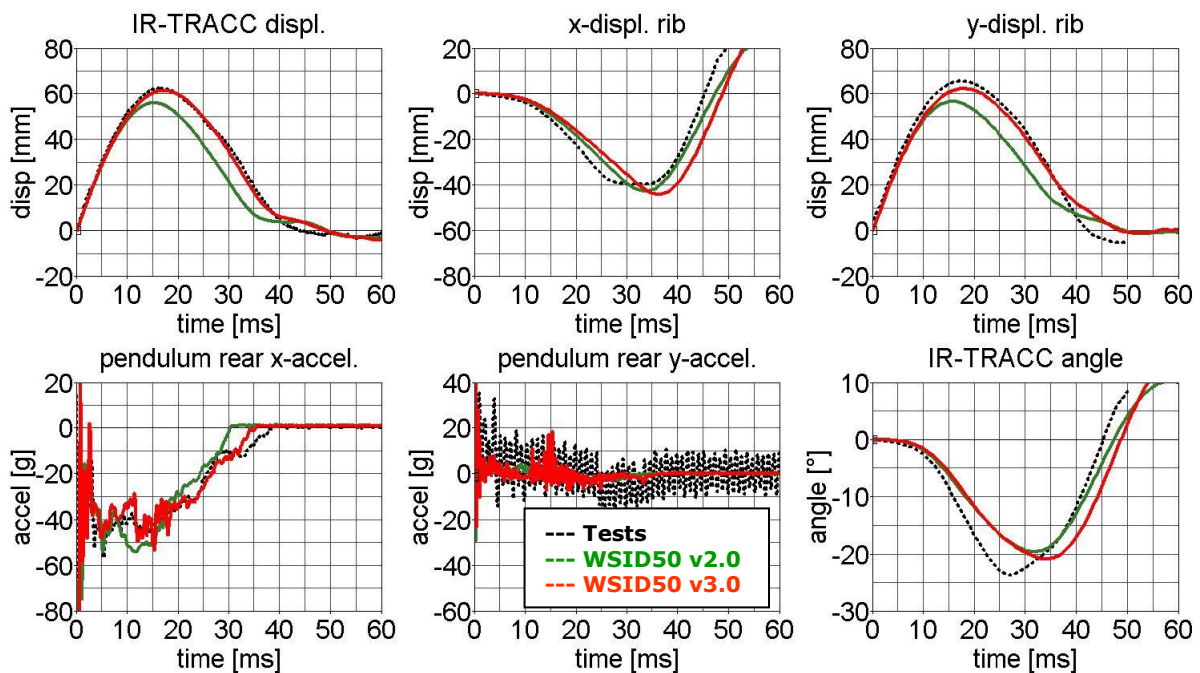 IR-TRACC displ.
disp [mm]
80
60
40
20
0
-20
0 10 20 30 40 50 60
time [ms]
x-displ. rib
disp [mm]
20
0
-20
-40
-60
-80
0 10 20 30 40 50 60
time [ms]
y-displ. rib
disp [mm]
80
60
40
20
0
-20
0 10 20 30 40 50 60
time [ms]
pendulum rear x-accel.
accel [g]
20
0
-20
-40
-60
-80
0 10 20 30 40 50 60
time [ms]
pendulum rear y-accel.
accel [g]
40
20
0
-20
-40
-60
Tests
WSID50 v2.0
WSID50 v3.0
0 10 20 30 40 50 60
time [ms]
IR-TRACC angle
angle [°]
10
0
-10
-20
-30
0 10 20 30 40 50 60
time [ms]